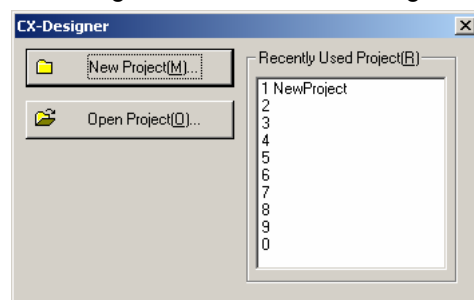 CX-Designer
New Project(M)...
Open Project(O)...
Recently Used Project(R)
1 NewProject
2
3
4
5
6
7
8
9
0